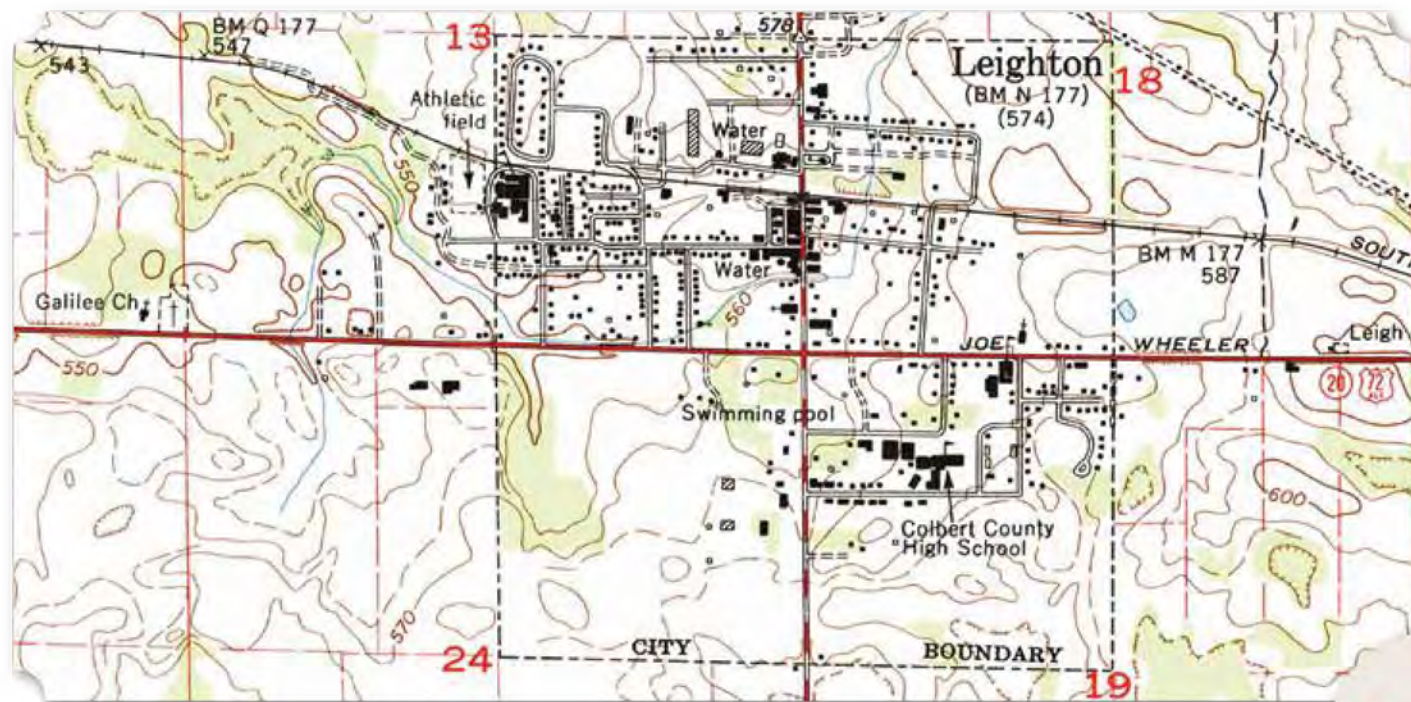 BM Q 177
547
543
13
578
Leighton
(BM N 177)
(574)
18
Athletic
field
Water
550
BM M 177
587
SOUTH
Water
Galilee Ch
560
JOE
WHEELER
Leigh
550
20
72
ALT
Swimming pool
600
Colbert County
High School
570
24
CITY
BOUNDARY
19